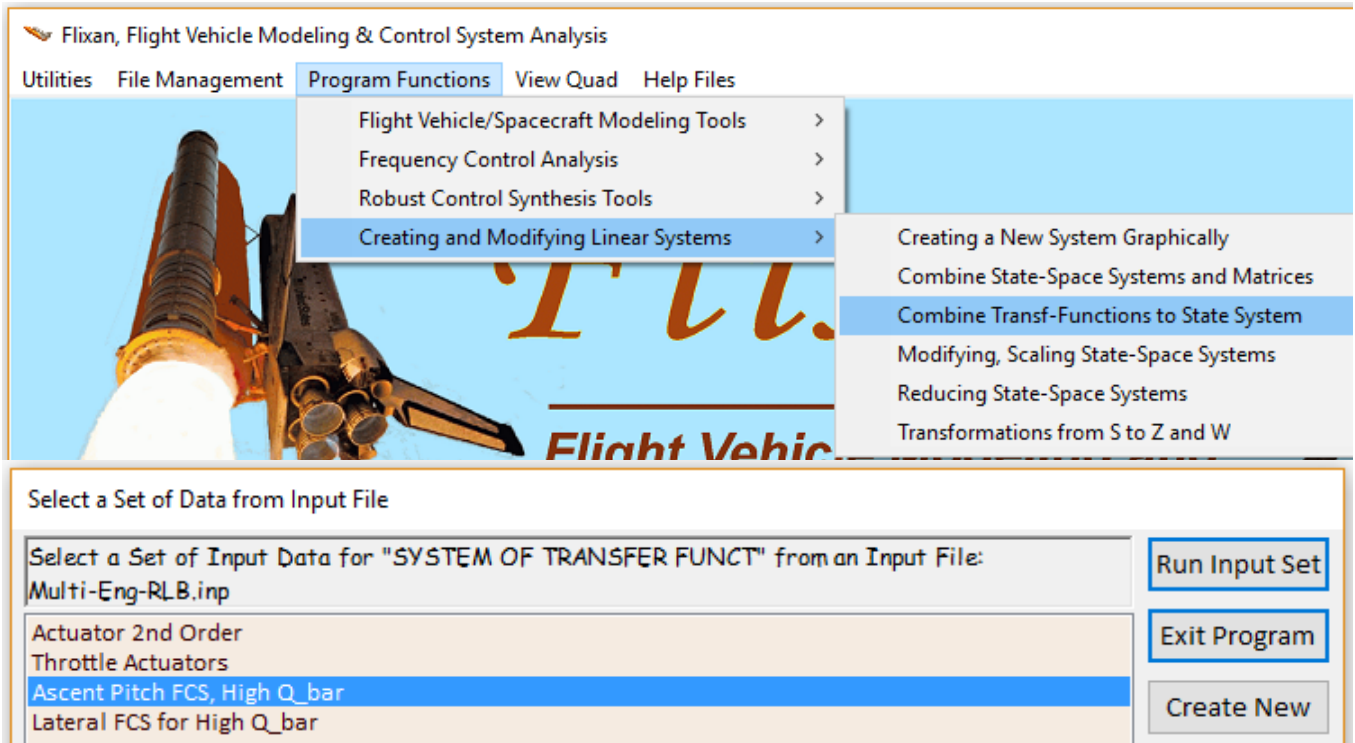 Flixan, Flight Vehicle Modeling & Control System Analysis
Utilities File Management Program Functions View Quad Help Files
Flight Vehicle/Spacecraft Modeling Tools
Frequency Control Analysis
Robust Control Synthesis Tools
Creating and Modifying Linear Systems
Creating a New System Graphically
Combine State-Space Systems and Matrices
Combine Transf-Functions to State System
Modifying, Scaling State-Space Systems
Reducing State-Space Systems
Transformations from S to Z and W
Flight Vehic
Select a Set of Data from Input File
Select a Set of Input Data for "SYSTEM OF TRANSFER FUNCT" from an Input File:
Multi-Eng-RLB.inp
Run Input Set
Actuator 2nd Order
Throttle Actuators
Ascent Pitch FCS, High Q_bar
Lateral FCS for High Q_bar
Exit Program
Create New